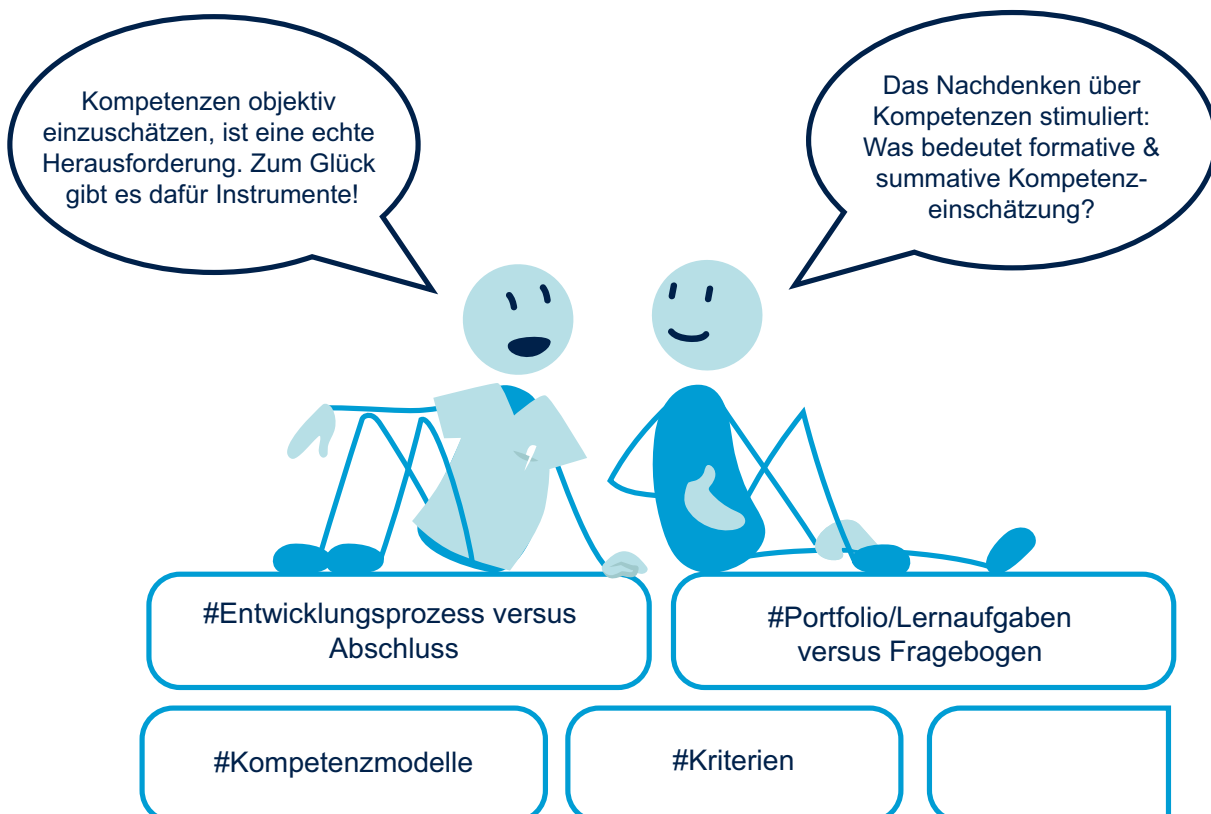 Kompetenzen objektiv
einzuschätzen, ist eine echte
Herausforderung. Zum Glück
gibt es dafür Instrumente!
Das Nachdenken über
Kompetenzen stimuliert:
Was bedeutet formative &
summative Kompetenz-
einschätzung?
#Entwicklungsprozess versus
Abschluss
#Portfolio/Lernaufgaben
versus Fragebogen
#Kompetenzmodelle
#Kriterien